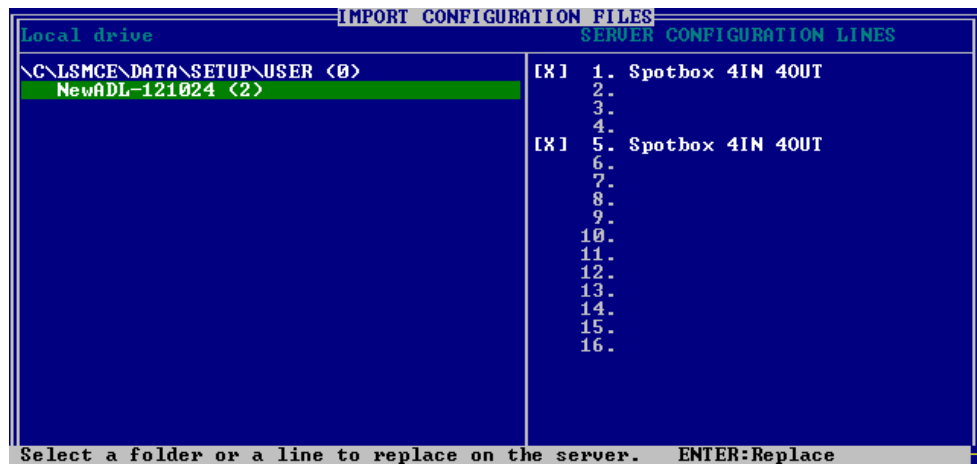 IMPORT CONFIGURATION FILES
Local drive
SERVER CONFIGURATION LINES
\C\LSMCE\DATA\SETUP\USER (0)
NewADL-121024 (2)
[X] 1. Spotbox 4IN 4OUT
2.
3.
4.
[X] 5. Spotbox 4IN 4OUT
6.
7.
8.
9.
10.
11.
12.
13.
14.
15.
16.
Select a folder or a line to replace on the server. ENTER:Replace